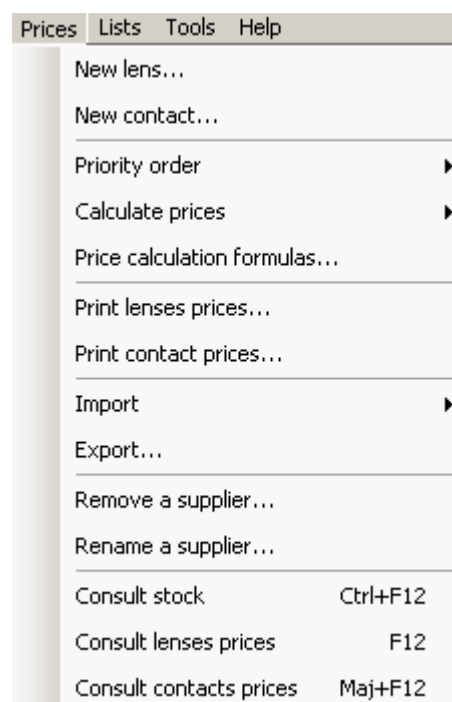 Prices Lists Tools Help
New lens...
New contact...
Priority order
Calculate prices
Price calculation formulas...
Print lenses prices...
Print contact prices...
Import
Export...
Remove a supplier...
Rename a supplier...
Consult stock Ctrl+F12
Consult lenses prices F12
Consult contacts prices Maj+F12